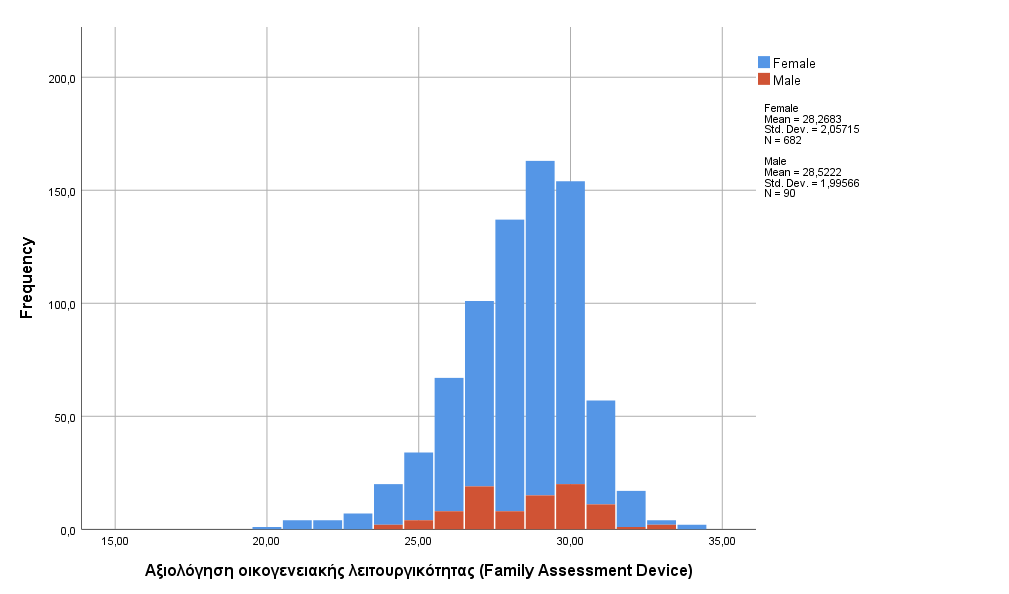 200,0
150,0
100,0
50,0
0,0
Frequency
15,00 20,00 25,00 30,00 35,00
Αξιολόγηση οικογενειακής λειτουργικότητας (Family Assessment Device)
Female
Male
Female
Mean = 28,2683
Std. Dev. = 2,05715
N = 682
Male
Mean = 28,5222
Std. Dev. = 1,99566
N = 90